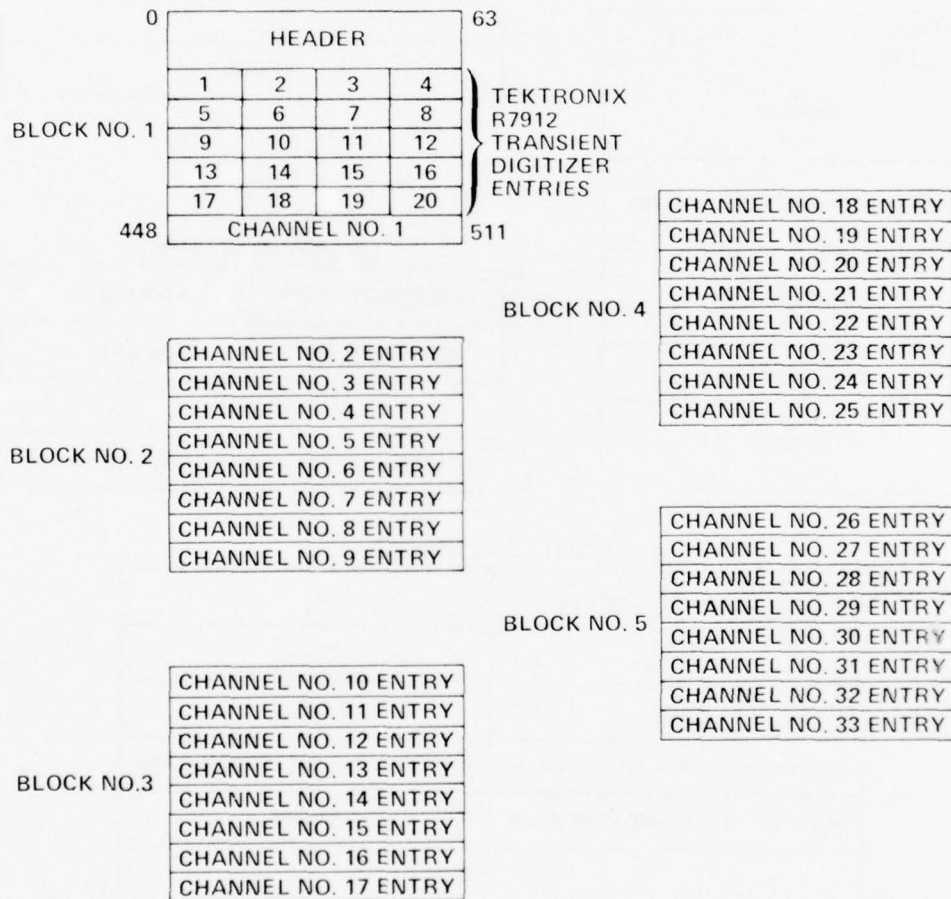 0 63
HEADER
1 2 3 4
5 6 7 8
9 10 11 12
13 14 15 16
17 18 19 20
448 CHANNEL NO. 1 511
BLOCK NO. 1
TEKTRONIX
R7912
TRANSIENT
DIGITIZER
ENTRIES
BLOCK NO. 2
CHANNEL NO. 2 ENTRY
CHANNEL NO. 3 ENTRY
CHANNEL NO. 4 ENTRY
CHANNEL NO. 5 ENTRY
CHANNEL NO. 6 ENTRY
CHANNEL NO. 7 ENTRY
CHANNEL NO. 8 ENTRY
CHANNEL NO. 9 ENTRY
BLOCK NO.3
CHANNEL NO. 10 ENTRY
CHANNEL NO. 11 ENTRY
CHANNEL NO. 12 ENTRY
CHANNEL NO. 13 ENTRY
CHANNEL NO. 14 ENTRY
CHANNEL NO. 15 ENTRY
CHANNEL NO. 16 ENTRY
CHANNEL NO. 17 ENTRY
BLOCK NO. 4
CHANNEL NO. 18 ENTRY
CHANNEL NO. 19 ENTRY
CHANNEL NO. 20 ENTRY
CHANNEL NO. 21 ENTRY
CHANNEL NO. 22 ENTRY
CHANNEL NO. 23 ENTRY
CHANNEL NO. 24 ENTRY
CHANNEL NO. 25 ENTRY
BLOCK NO. 5
CHANNEL NO. 26 ENTRY
CHANNEL NO. 27 ENTRY
CHANNEL NO. 28 ENTRY
CHANNEL NO. 29 ENTRY
CHANNEL NO. 30 ENTRY
CHANNEL NO. 31 ENTRY
CHANNEL NO. 32 ENTRY
CHANNEL NO. 33 ENTRY